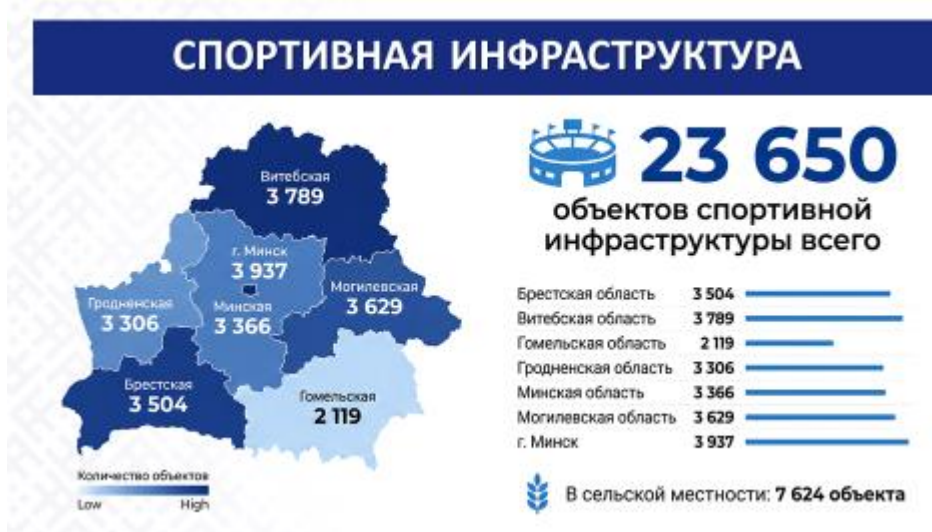 СПОРТИВНАЯ ИНФРАСТРУКТУРА
Витебская
3 789
г. Минск
3 937
Могилевская
3 629
Гродненская
3 306
Минская
3 366
Брестская
3 504
Гомельская
2 119
Количество объектов
Low High
23 650
объектов спортивной
инфраструктуры всего
Брестская область 3 504
Витебская область 3 789
Гомельская область 2 119
Гродненская область 3 306
Минская область 3 366
Могилевская область 3 629
г. Минск 3 937
В сельской местности: 7 624 объекта